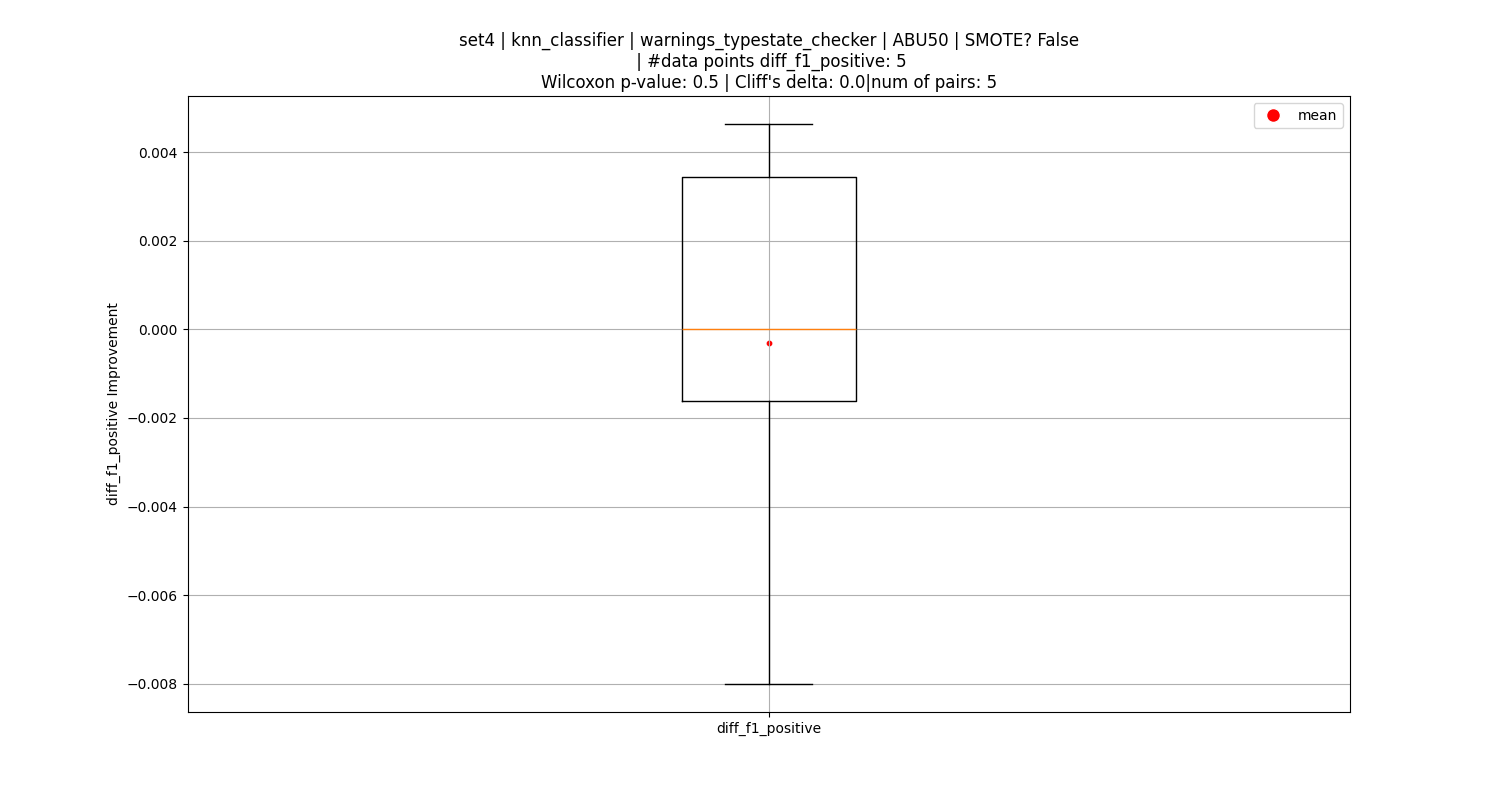 set4 | knn_classifier | warnings_typestate_checker | ABU50 | SMOTE? False
| #data points diff_f1_positive: 5
Wilcoxon p-value: 0.5 | Cliff's delta: 0.0|num of pairs: 5
mean
0.004
0.002
0.000
−0.002
−0.004
−0.006
−0.008
diff_f1_positive Improvement
diff_f1_positive